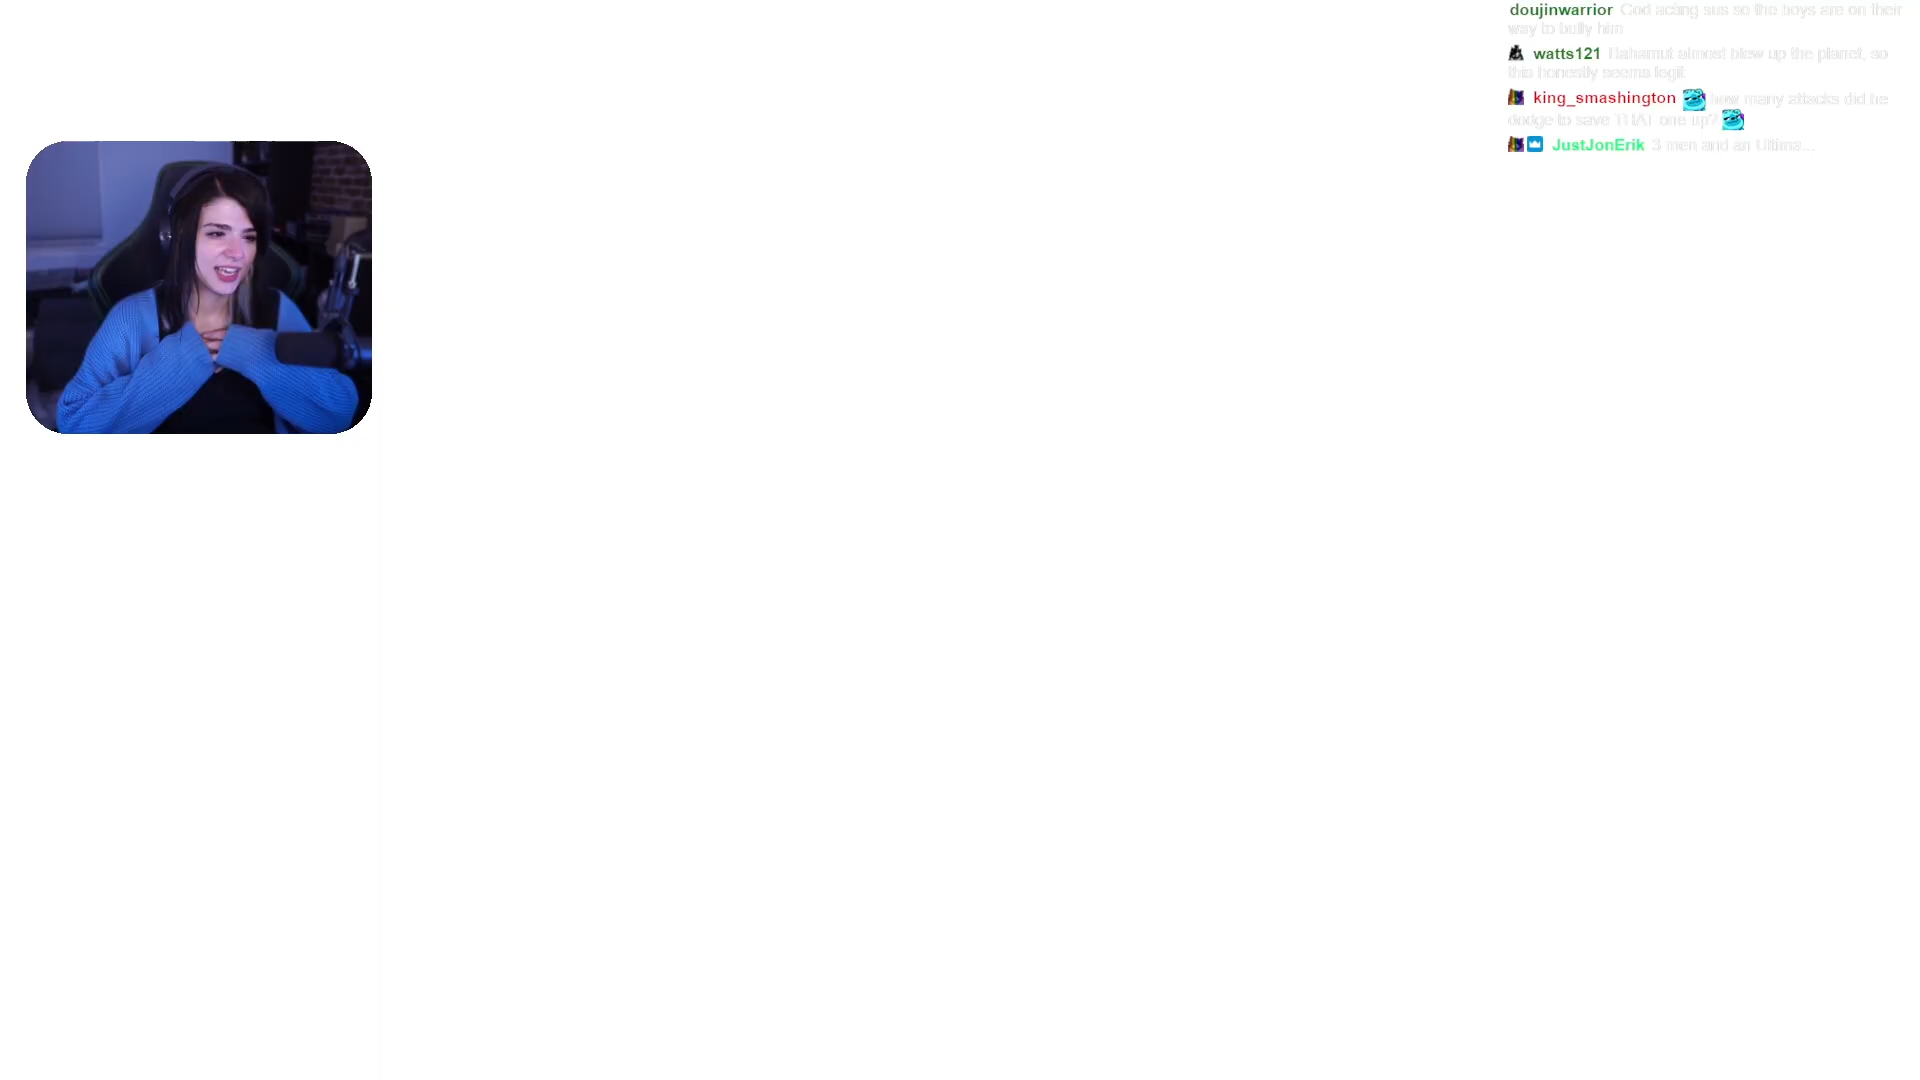 doujinwarrior God acting sus so the boys are on their
way to bully him
watts121 Bahamut almost blew up the planet, so
this honestly seems legit
king_smashington how many attacks did he
dodge to save THAT one up?
JustJonErik 3 men and an Ultima...